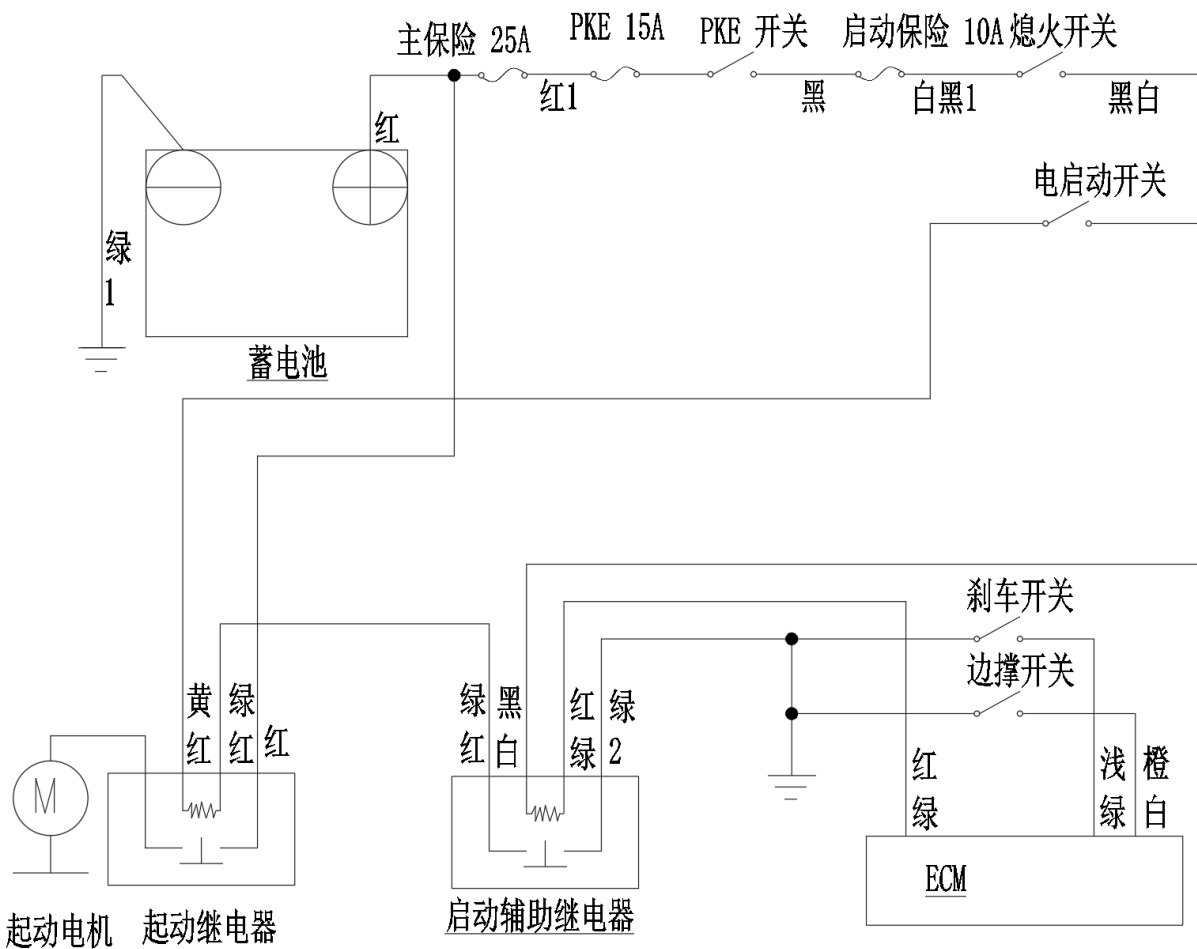 主保险 25A
PKE 15A
PKE 开关
启动保险 10A
熄火开关
红
红1
黑
白黑1
黑白
电启动开关
绿1
蓄电池
刹车开关
边撑开关
黄红
绿红
红
绿红
黑白
红绿
绿2
红绿
浅绿
橙白
M
ECM
起动电机
起动继电器
启动辅助继电器